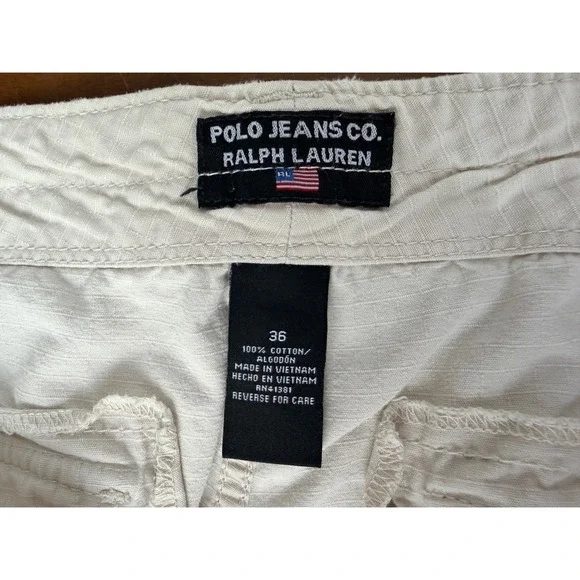 POLO JEANS CO.
RALPH LAUREN
RL
36
100% COTTON/
ALGODÓN
MADE IN VIETNAM
HECHO EN VIETNAM
RN41381
REVERSE FOR CARE